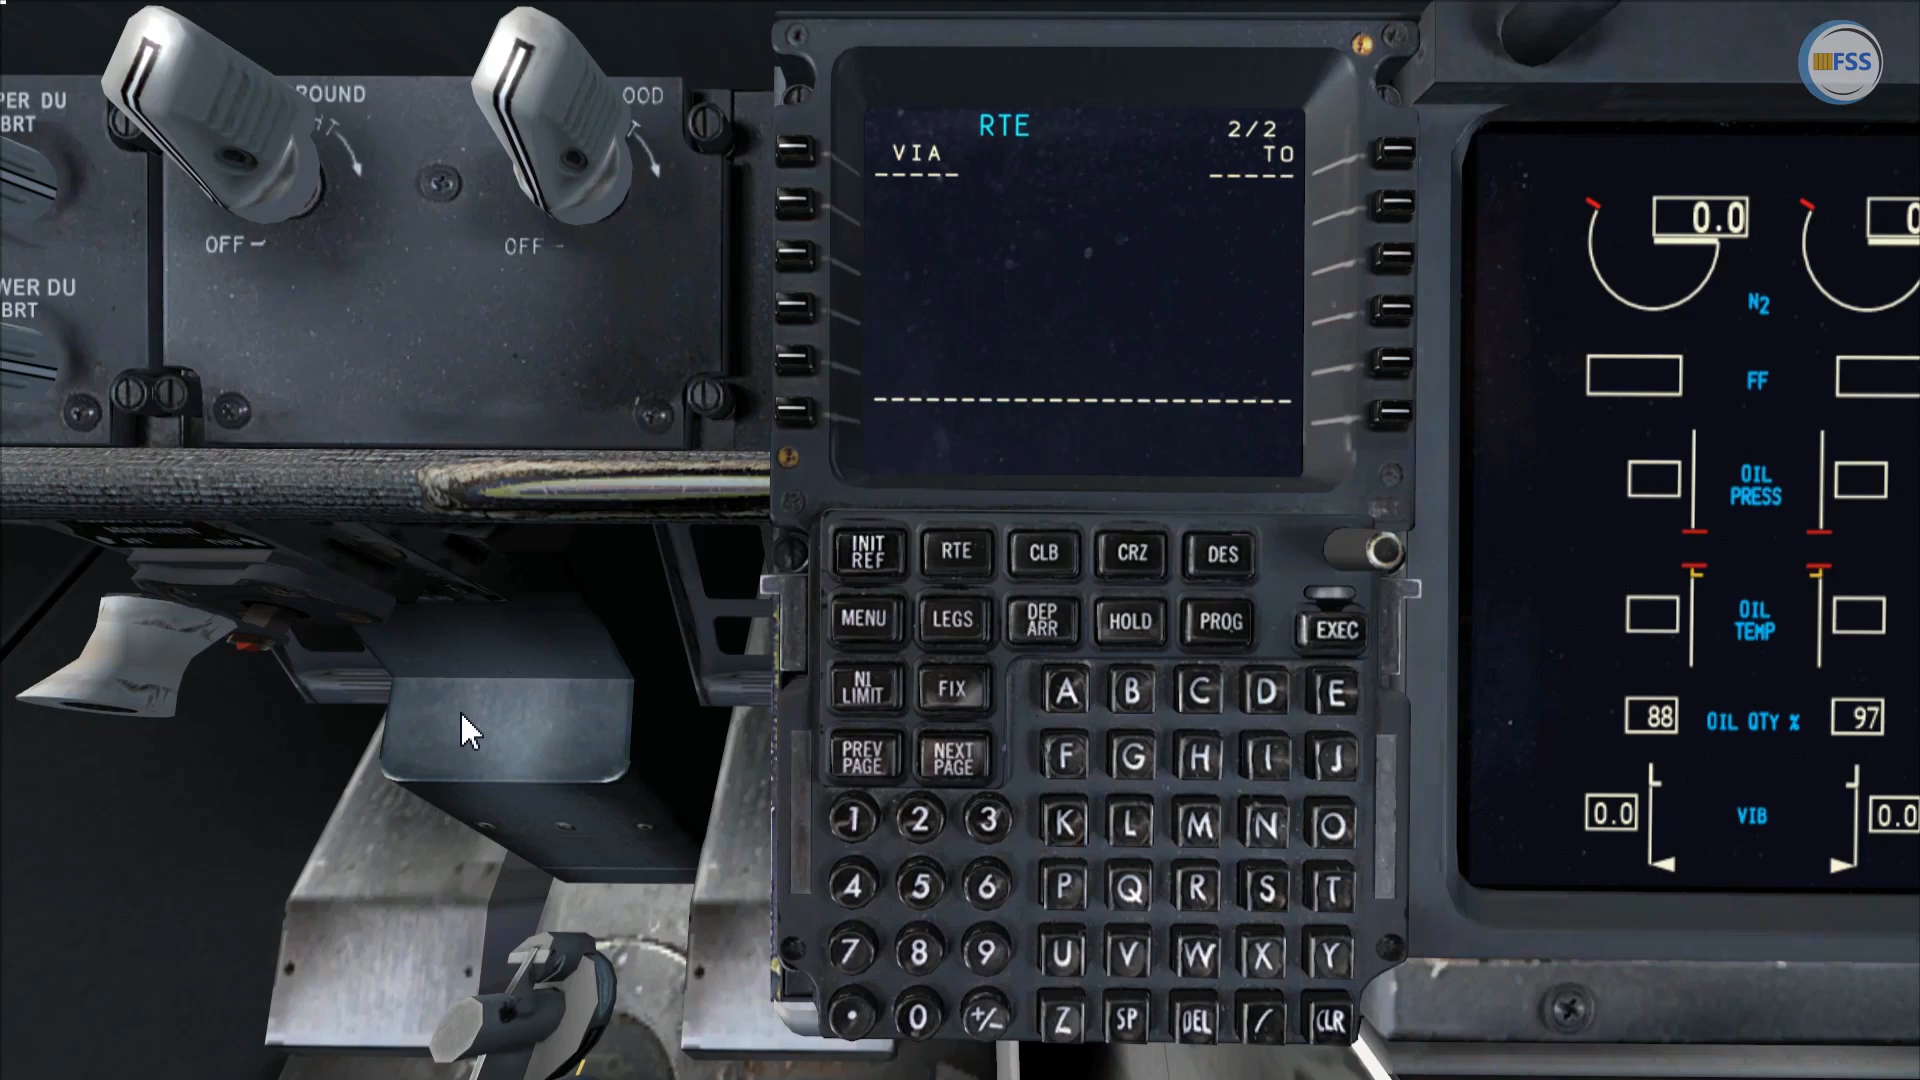 FSS
PER DU
BRT
ROUND
OOD
OFF
OFF
WER DU
BRT
RTE 2/2
VIA TO
----- -----
-------------------------
INIT REF
RTE
CLB
CRZ
DES
MENU
LEGS
DEP ARR
HOLD
PROG
EXEC
N1 LIMIT
FIX
PREV PAGE
NEXT PAGE
A B C D E
F G H I J
1 2 3 K L M N O
4 5 6 P Q R S T
7 8 9 U V W X Y
. 0 +/- Z SP DEL / CLR
0.0 0
N2
FF
OIL
PRESS
OIL
TEMP
88 OIL QTY % 97
0.0 VIB 0.0